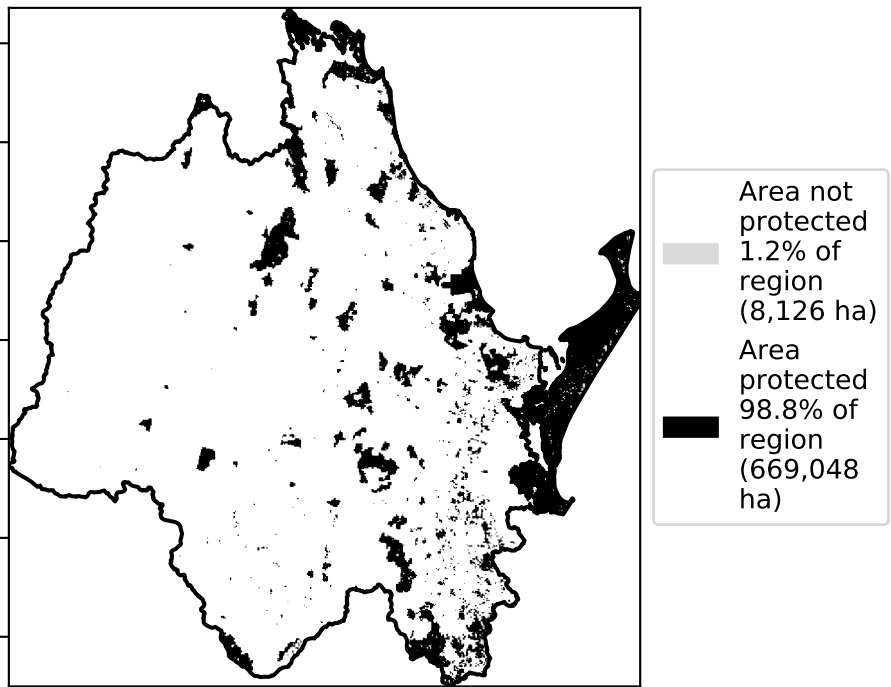 Area not
protected
1.2% of
region
(8,126 ha)
Area
protected
98.8% of
region
(669,048
ha)